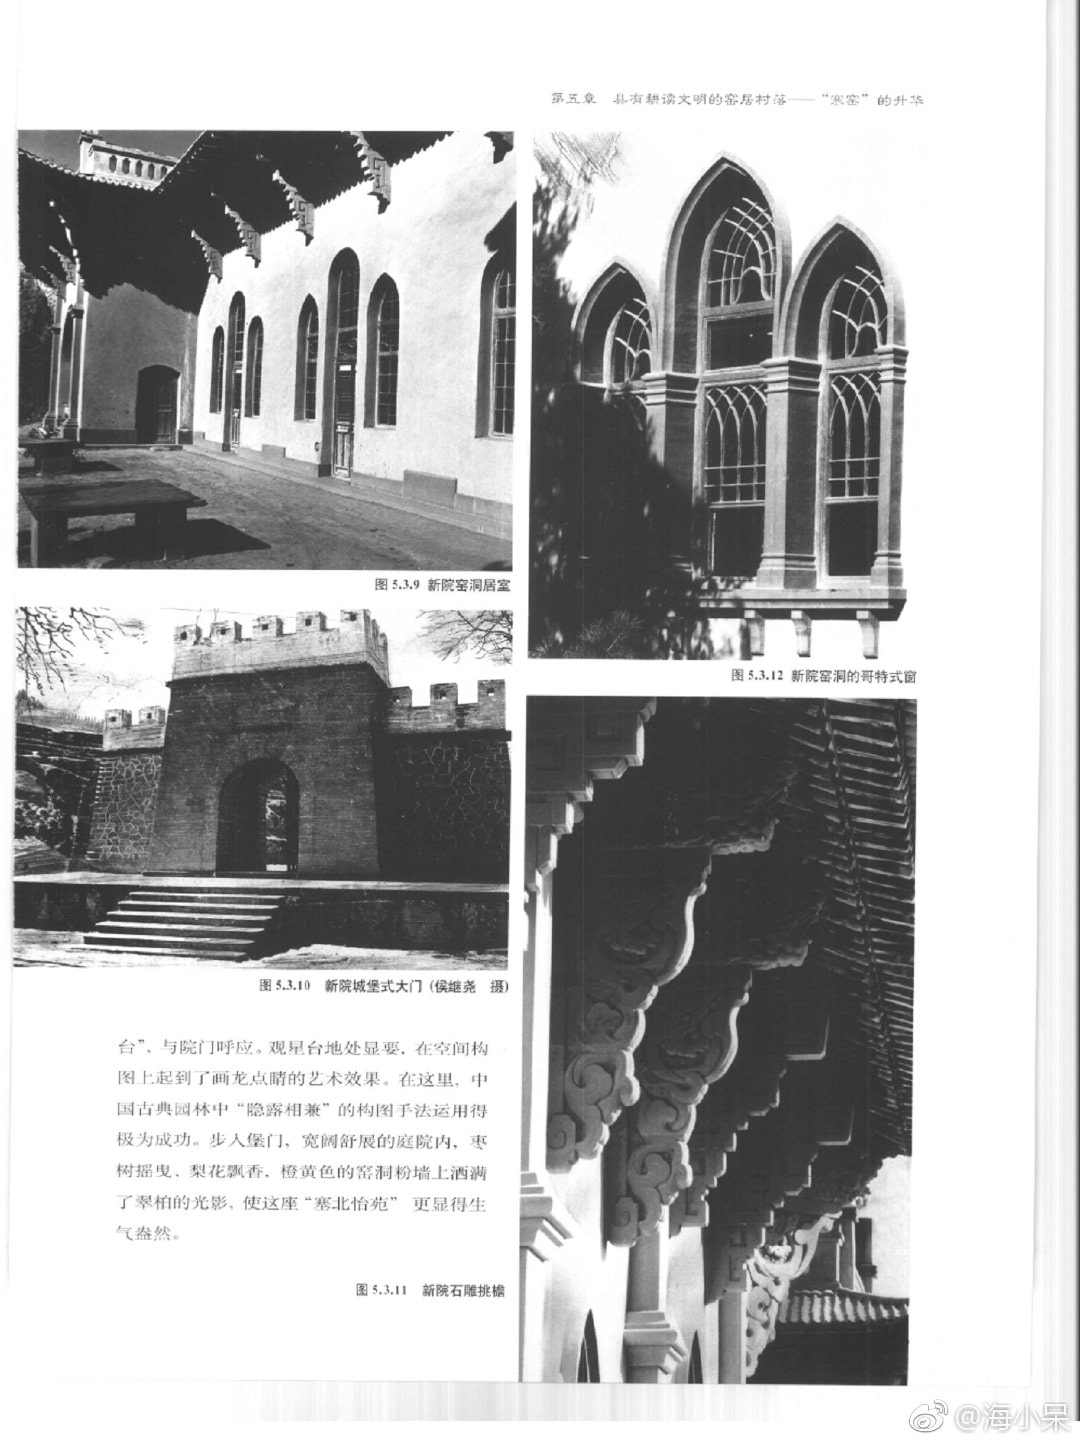 第五章　具有耕读文明的窑居村落——“寒窑”的升华
图 5.3.9 新院窑洞居室
图 5.3.12 新院窑洞的哥特式窗
图 5.3.10 新院城堡式大门（侯继尧　摄）
台”，与院门呼应。观星台地处显要，在空间构
图上起到了画龙点睛的艺术效果。在这里，中
国古典园林中“隐露相兼”的构图手法运用得
极为成功。步入堡门，宽阔舒展的庭院内，枣
树摇曳、梨花飘香，橙黄色的窑洞粉墙上洒满
了翠柏的光影，使这座“塞北怡苑” 更显得生
气盎然。
图 5.3.11 新院石雕挑檐
@海小呆